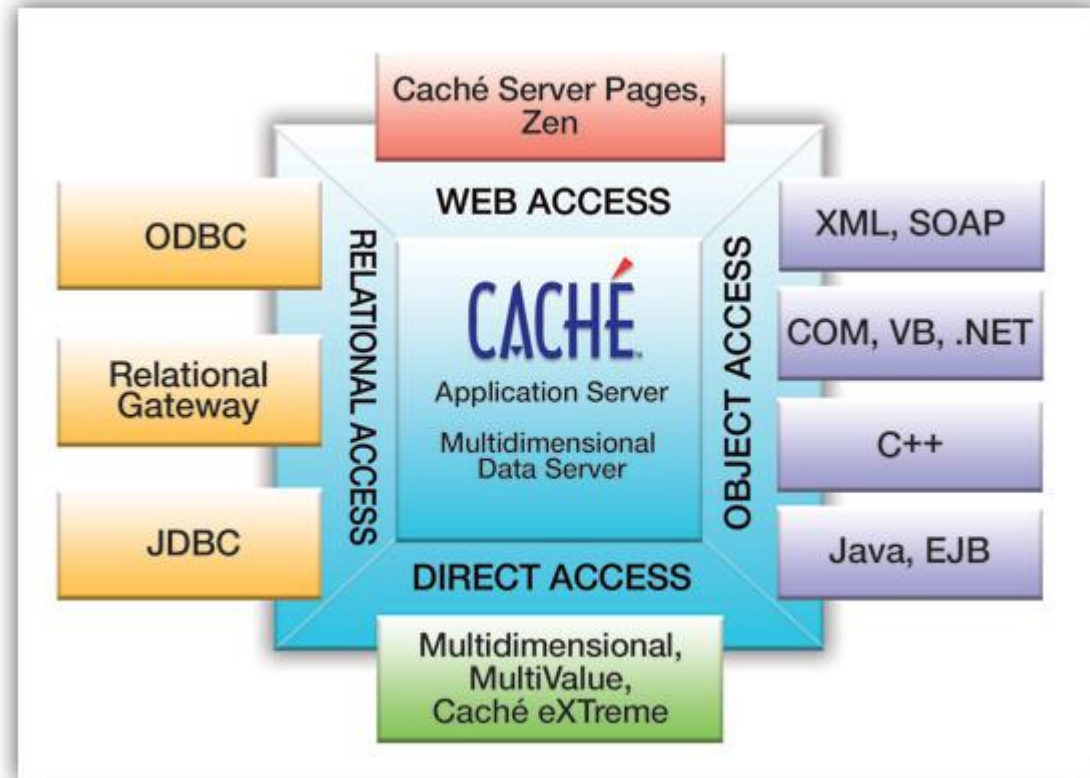 Caché Server Pages,
Zen
WEB ACCESS
ODBC
Relational
Gateway
JDBC
RELATIONAL ACCESS
CACHÉ™
Application Server
Multidimensional
Data Server
OBJECT ACCESS
XML, SOAP
COM, VB, .NET
C++
Java, EJB
DIRECT ACCESS
Multidimensional,
MultiValue,
Caché eXTreme